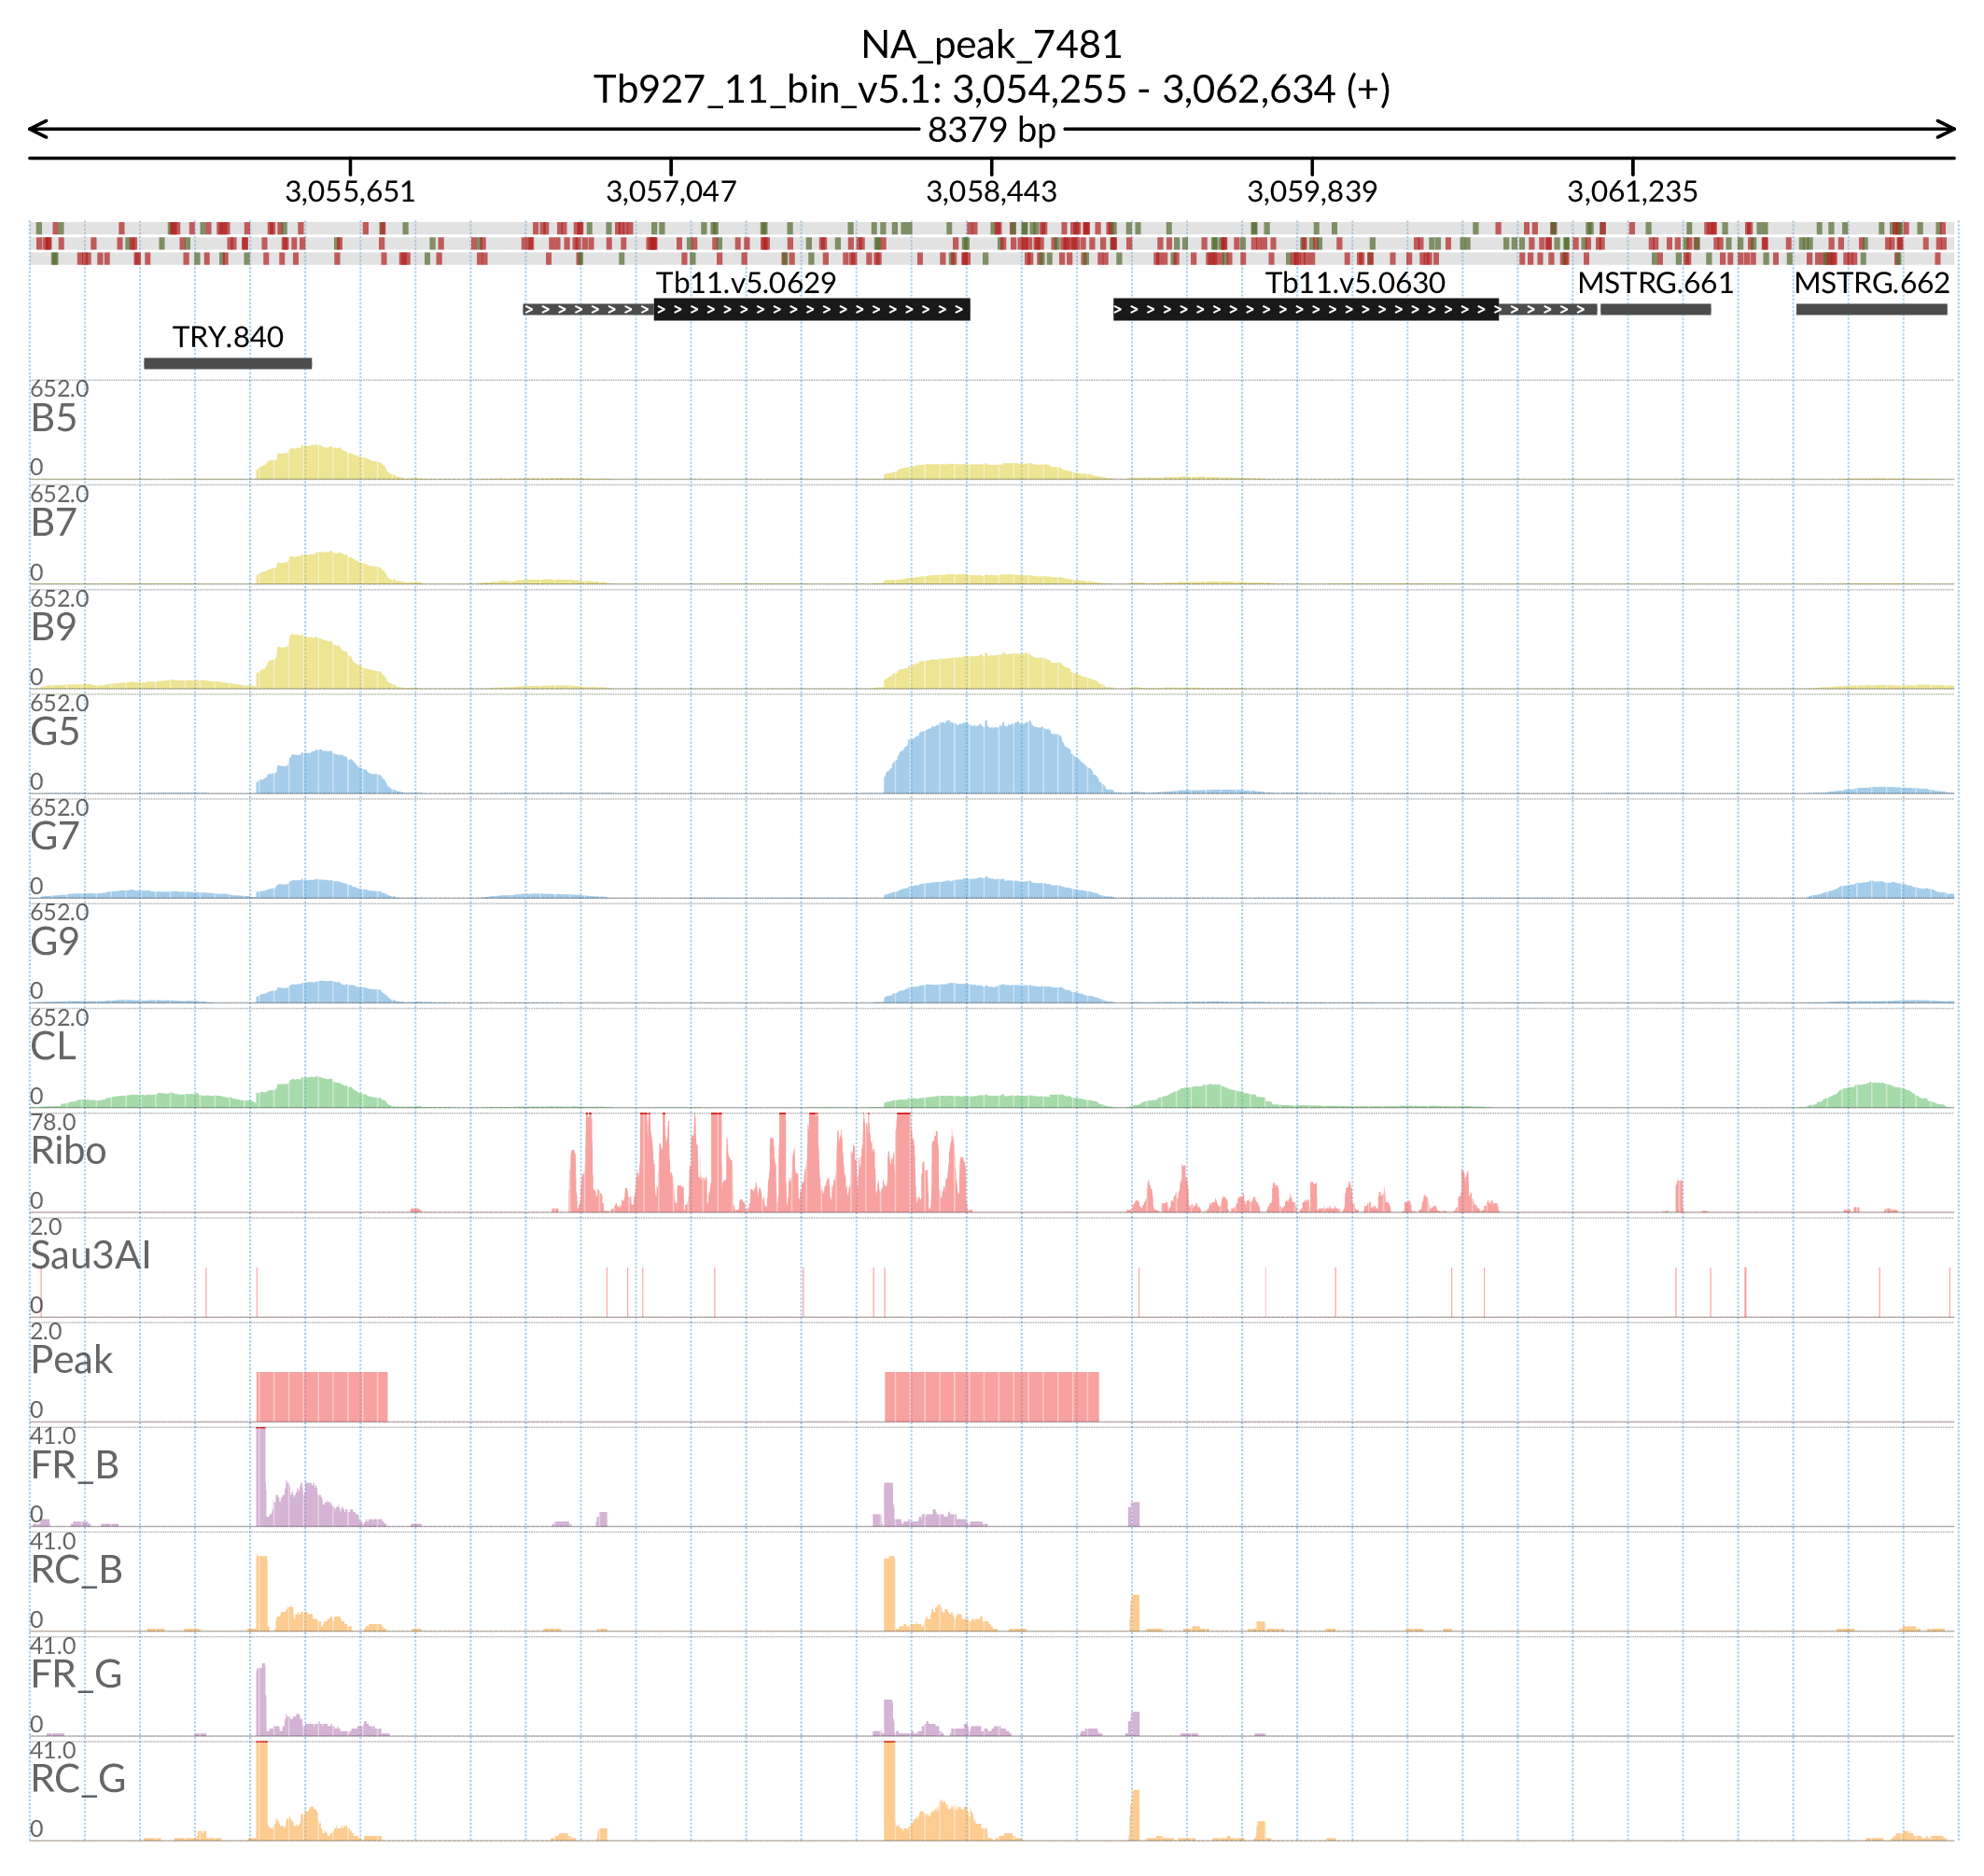 NA_peak_7481
Tb927_11_bin_v5.1: 3,054,255 - 3,062,634 (+)
8379 bp
3,055,651 3,057,047 3,058,443 3,059,839 3,061,235
Tb11.v5.0629 Tb11.v5.0630 MSTRG.661 MSTRG.662
> > > > > > > > > > > > > > > > > > > > > > > > > > > > > > > > > > > > > > > > > > > > > > > > > > > > > >
TRY.840
652.0
B5
0
652.0
B7
0
652.0
B9
0
652.0
G5
0
652.0
G7
0
652.0
G9
0
652.0
CL
0
78.0
Ribo
0
2.0
Sau3AI
0
2.0
Peak
0
41.0
FR_B
0
41.0
RC_B
0
41.0
FR_G
0
41.0
RC_G
0